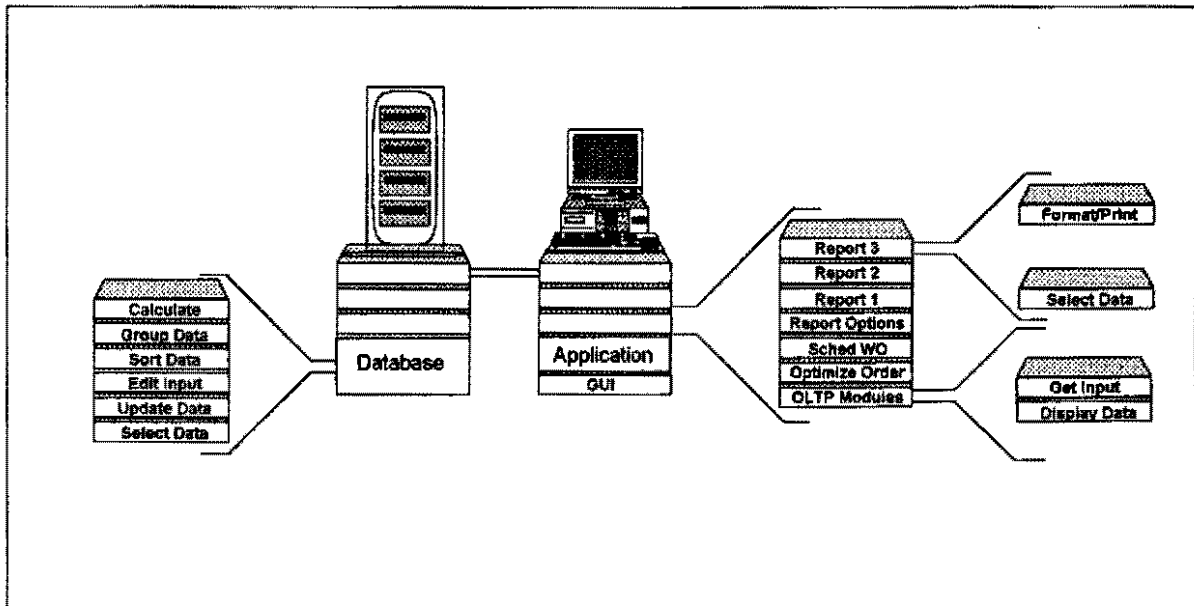 Calculate
Group Data
Sort Data
Edit Input
Update Data
Select Data
Database
Application
GUI
Report 3
Report 2
Report 1
Report Options
Sched WO
Optimize Order
OLTP Modules
Format/Print
Select Data
Get Input
Display Data